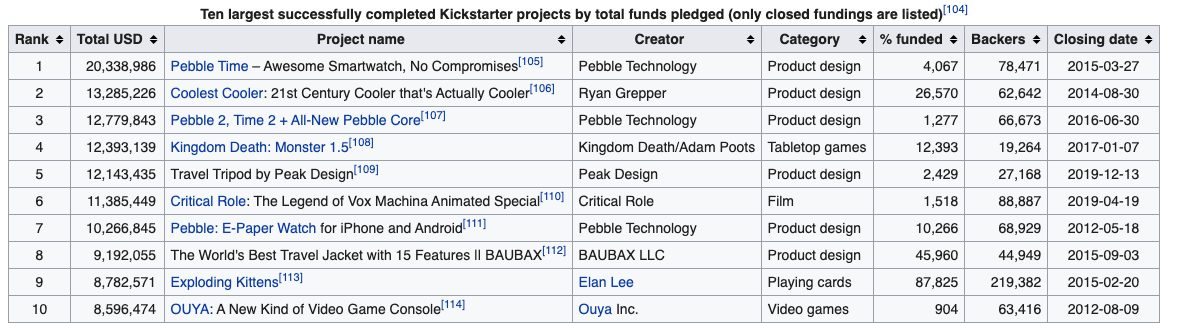 Ten largest successfully completed Kickstarter projects by total funds pledged (only closed fundings are listed)[104]
Rank Total USD Project name Creator Category % funded Backers Closing date
1 20,338,986 Pebble Time – Awesome Smartwatch, No Compromises[105] Pebble Technology Product design 4,067 78,471 2015-03-27
2 13,285,226 Coolest Cooler: 21st Century Cooler that's Actually Cooler[106] Ryan Grepper Product design 26,570 62,642 2014-08-30
3 12,779,843 Pebble 2, Time 2 + All-New Pebble Core[107] Pebble Technology Product design 1,277 66,673 2016-06-30
4 12,393,139 Kingdom Death: Monster 1.5[108] Kingdom Death/Adam Poots Tabletop games 12,393 19,264 2017-01-07
5 12,143,435 Travel Tripod by Peak Design[109] Peak Design Product design 2,429 27,168 2019-12-13
6 11,385,449 Critical Role: The Legend of Vox Machina Animated Special[110] Critical Role Film 1,518 88,887 2019-04-19
7 10,266,845 Pebble: E-Paper Watch for iPhone and Android[111] Pebble Technology Product design 10,266 68,929 2012-05-18
8 9,192,055 The World's Best Travel Jacket with 15 Features II BAUBAX[112] BAUBAX LLC Product design 45,960 44,949 2015-09-03
9 8,782,571 Exploding Kittens[113] Elan Lee Playing cards 87,825 219,382 2015-02-20
10 8,596,474 OUYA: A New Kind of Video Game Console[114] Ouya Inc. Video games 904 63,416 2012-08-09